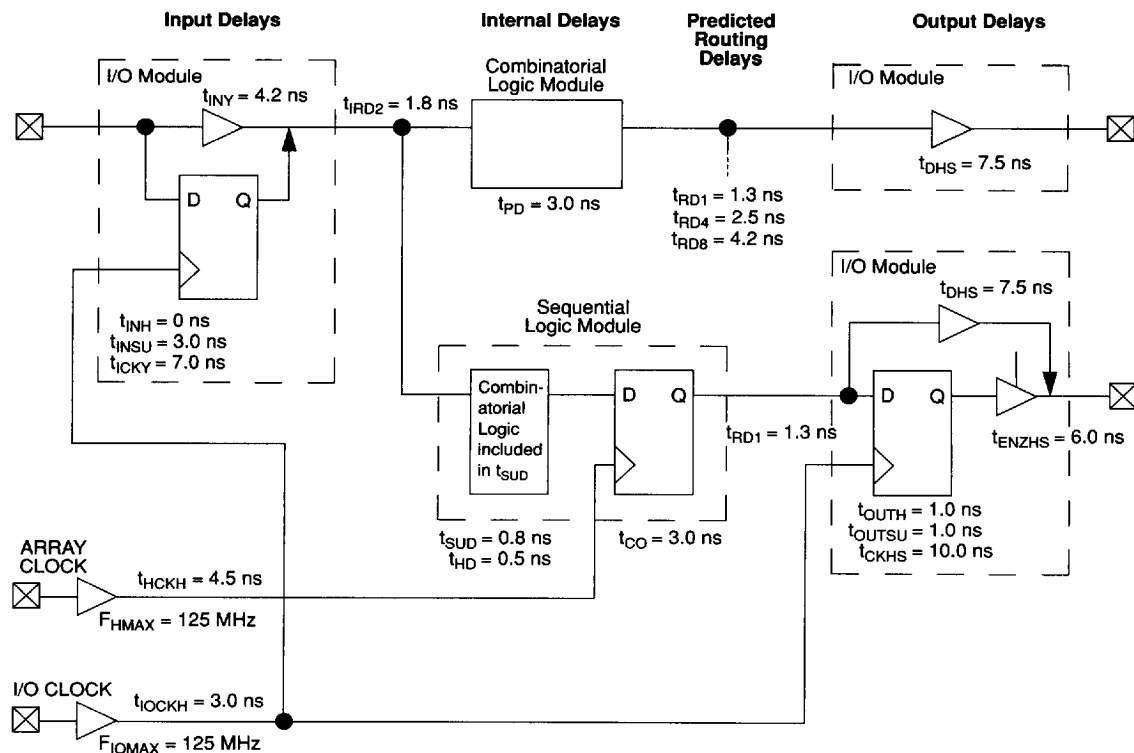 Input Delays
Internal Delays
Predicted
Routing
Delays
Output Delays
I/O Module
tINY = 4.2 ns
D Q
tINH = 0 ns
tINSU = 3.0 ns
tICKY = 7.0 ns
tIRD2 = 1.8 ns
Combinatorial
Logic Module
tPD = 3.0 ns
tRD1 = 1.3 ns
tRD4 = 2.5 ns
tRD8 = 4.2 ns
I/O Module
tDHS = 7.5 ns
Sequential
Logic Module
Combin-
atorial
Logic
included
in tSUD
D Q
tSUD = 0.8 ns
tHD = 0.5 ns
tCO = 3.0 ns
tRD1 = 1.3 ns
I/O Module
tDHS = 7.5 ns
D Q
tENZHS = 6.0 ns
tOUTH = 1.0 ns
tOUTSU = 1.0 ns
tCKHS = 10.0 ns
ARRAY
CLOCK
tHCKH = 4.5 ns
FHMAX = 125 MHz
I/O CLOCK
tIOCKH = 3.0 ns
FIOMAX = 125 MHz